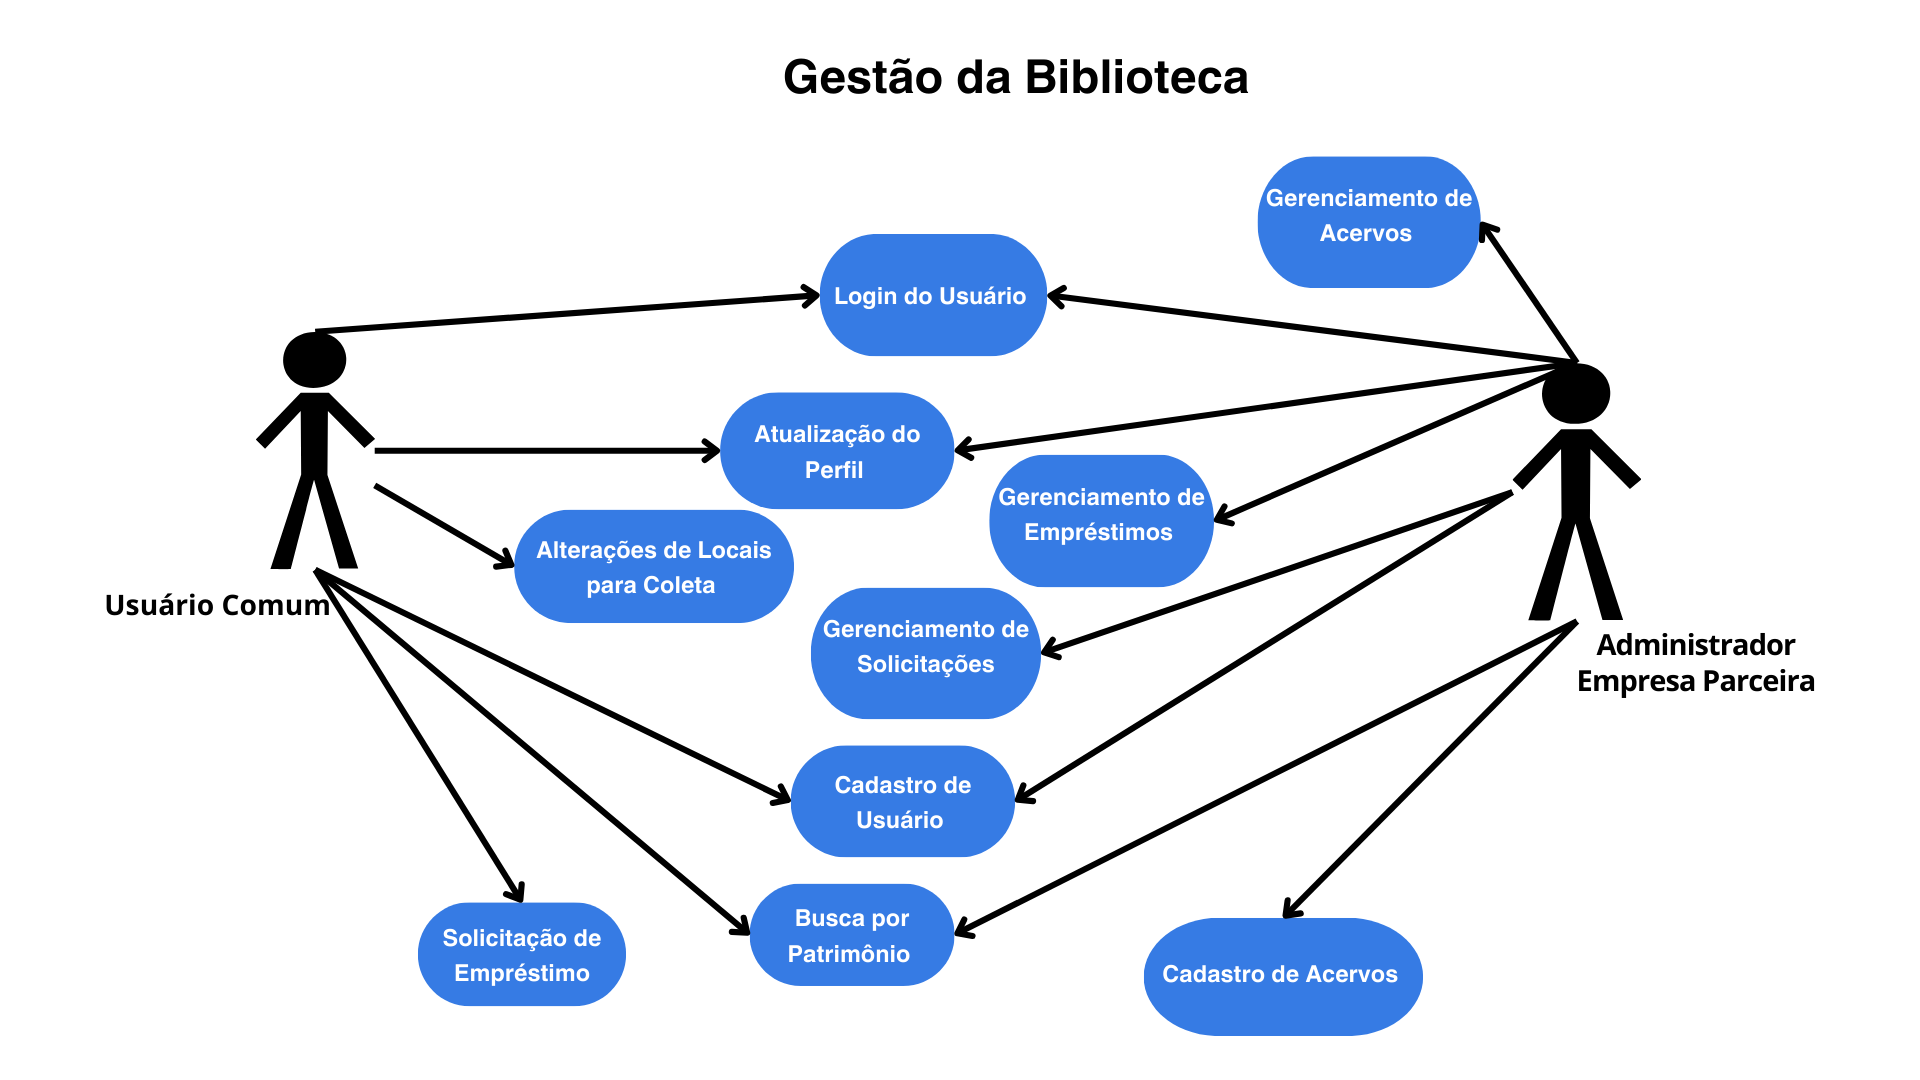 Gestão da Biblioteca
Gerenciamento de
Acervos
Login do Usuário
Atualização do
Perfil
Gerenciamento de
Empréstimos
Alterações de Locais
para Coleta
Usuário Comum
Gerenciamento de
Solicitações
Administrador
Empresa Parceira
Cadastro de
Usuário
Busca por
Patrimônio
Solicitação de
Empréstimo
Cadastro de Acervos